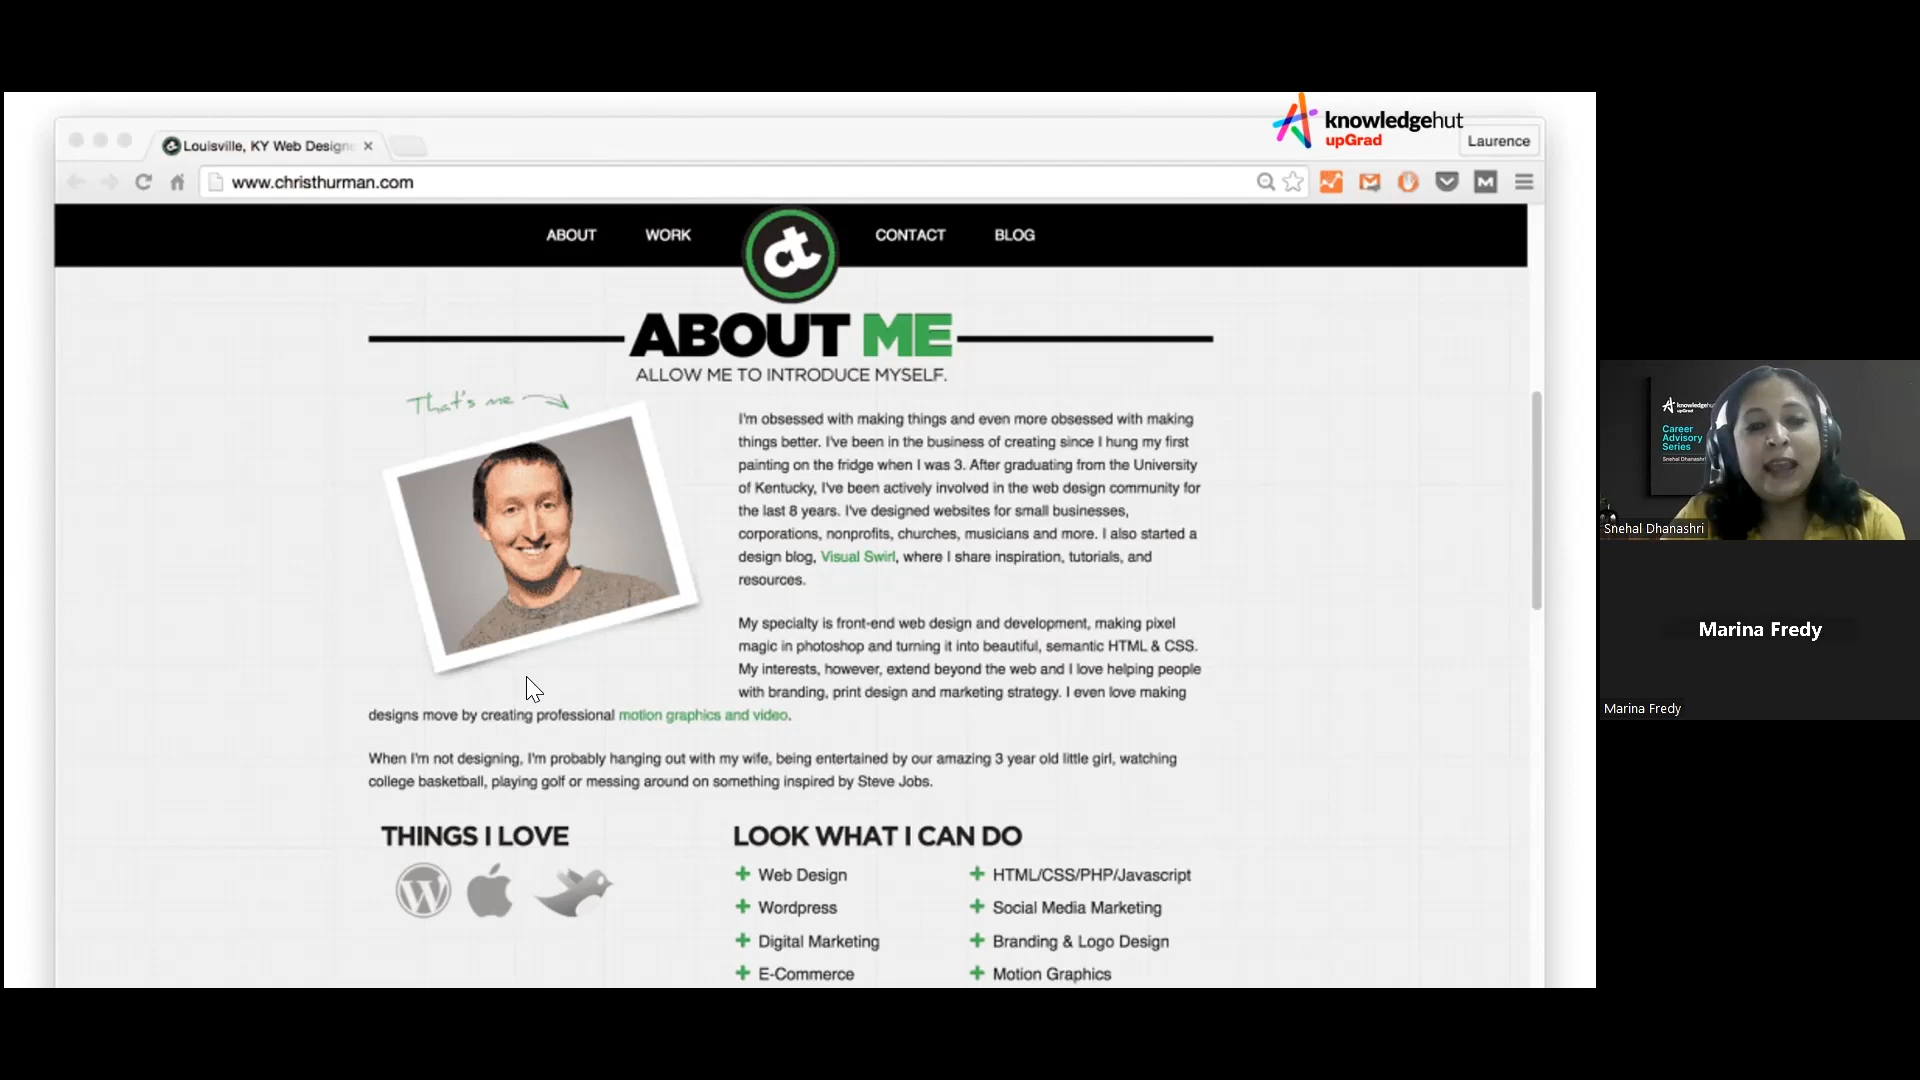 knowledgehut
upGrad
Louisville, KY Web Design
Laurence
www.christhurman.com
ABOUT WORK ct CONTACT BLOG
ABOUT ME
ALLOW ME TO INTRODUCE MYSELF.
That's me
I'm obsessed with making things and even more obsessed with making
things better. I've been in the business of creating since I hung my first
painting on the fridge when I was 3. After graduating from the University
of Kentucky, I've been actively involved in the web design community for
the last 8 years. I've designed websites for small businesses,
corporations, nonprofits, churches, musicians and more. I also started a
design blog, Visual Swirl, where I share inspiration, tutorials, and
resources.
My specialty is front-end web design and development, making pixel
magic in photoshop and turning it into beautiful, semantic HTML & CSS.
My interests, however, extend beyond the web and I love helping people
with branding, print design and marketing strategy. I even love making
designs move by creating professional motion graphics and video.
When I'm not designing, I'm probably hanging out with my wife, being entertained by our amazing 3 year old little girl, watching
college basketball, playing golf or messing around on something inspired by Steve Jobs.
THINGS I LOVE
LOOK WHAT I CAN DO
Web Design
HTML/CSS/PHP/Javascript
Wordpress
Social Media Marketing
Digital Marketing
Branding & Logo Design
E-Commerce
Motion Graphics
knowledgehu
upGrad
Career
Advisory
Series
Snehal Dhanashri
Snehal Dhanashri
Marina Fredy
Marina Fredy